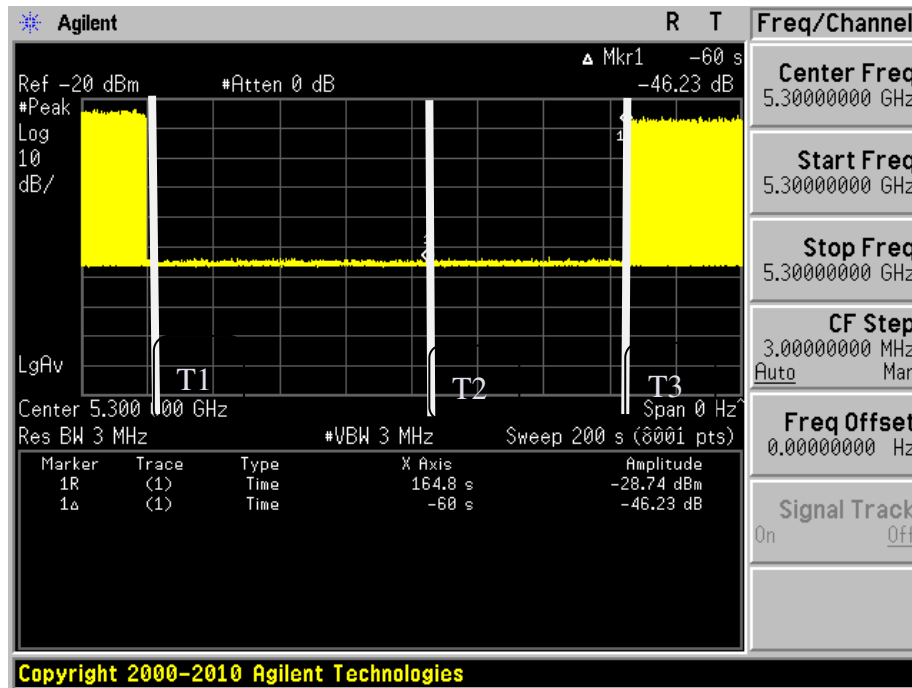 Agilent R T
Freq/Channel
Δ Mkr1 -60 s
Ref -20 dBm #Atten 0 dB -46.23 dB
#Peak
Log
10
dB/
1
LgAv
T1
T2
T3
Center 5.300 000 GHz Span 0 Hz^
Res BW 3 MHz #VBW 3 MHz Sweep 200 s (8001 pts)
Marker Trace Type X Axis Amplitude
1R (1) Time 164.8 s -28.74 dBm
1Δ (1) Time -60 s -46.23 dB
Center Freq
5.30000000 GHz
Start Freq
5.30000000 GHz
Stop Freq
5.30000000 GHz
CF Step
3.00000000 MHz
Auto Man
Freq Offset
0.00000000 Hz
Signal Track
On Off
Copyright 2000-2010 Agilent Technologies